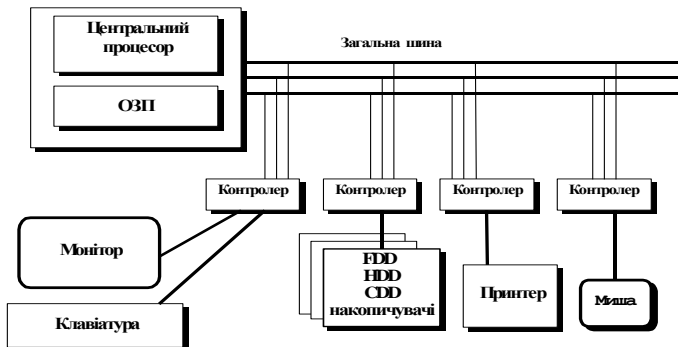 Центральний
процесор
Загальна шина
ОЗП
Контролер
Контролер
Контролер
Контролер
Монітор
FDD
HDD
CDD
накопичувачі
Принтер
Миша
Клавіатура